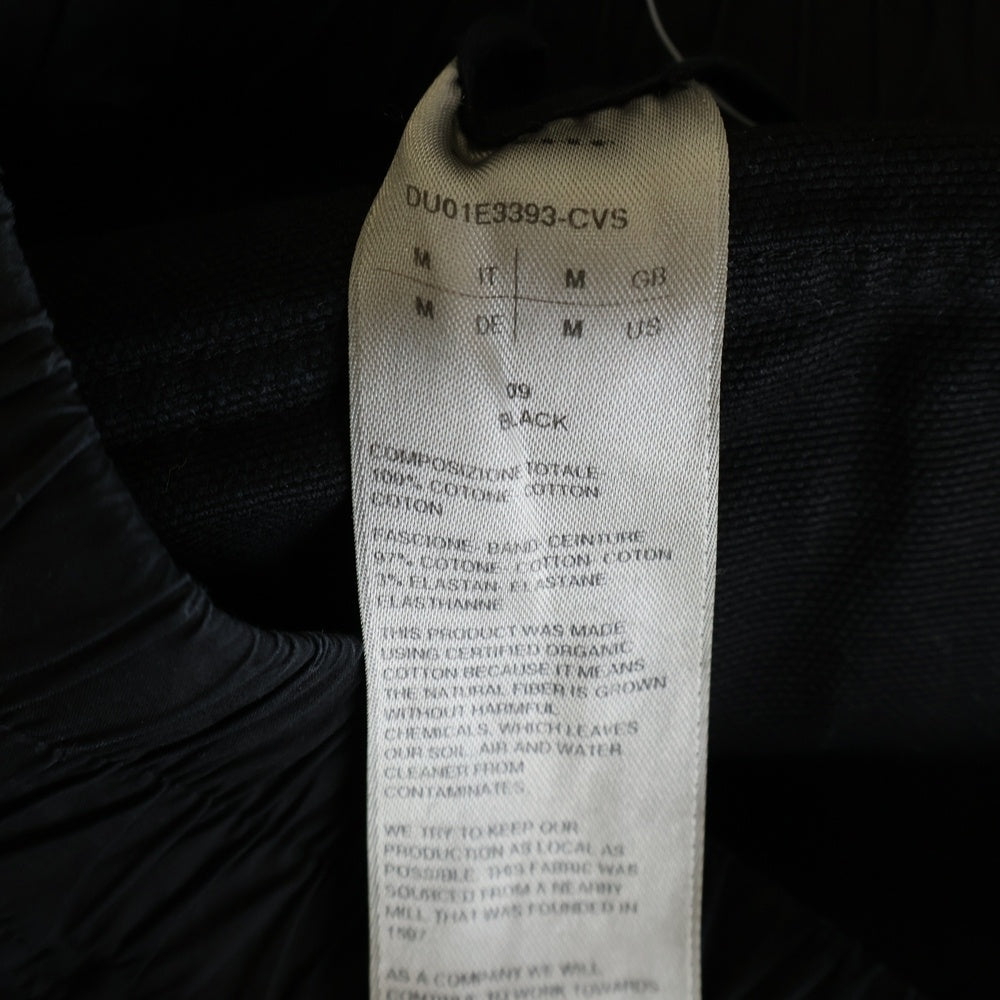 DU01E3393-CVS
M IT M GB
M DE M US
09
BLACK
COMPOSIZIONE TOTALE
100% COTONE COTTON
COTON
FASCIONE- BAND- CEINTURE
97% COTONE- COTTON- COTON
3% ELASTAN- ELASTANE
ELASTHANNE
THIS PRODUCT WAS MADE
USING CERTIFIED ORGANIC
COTTON BECAUSE IT MEANS
THE NATURAL FIBER IS GROWN
WITHOUT HARMFUL
CHEMICALS, WHICH LEAVES
OUR SOIL, AIR AND WATER
CLEANER FROM
CONTAMINATES.
WE TRY TO KEEP OUR
PRODUCTION AS LOCAL AS
POSSIBLE. THIS FABRIC WAS
SOURCED FROM A NEARBY
MILL THAT WAS FOUNDED IN
AS A COMPANY WE WILL
CONTINUE TO WORK TOWARDS